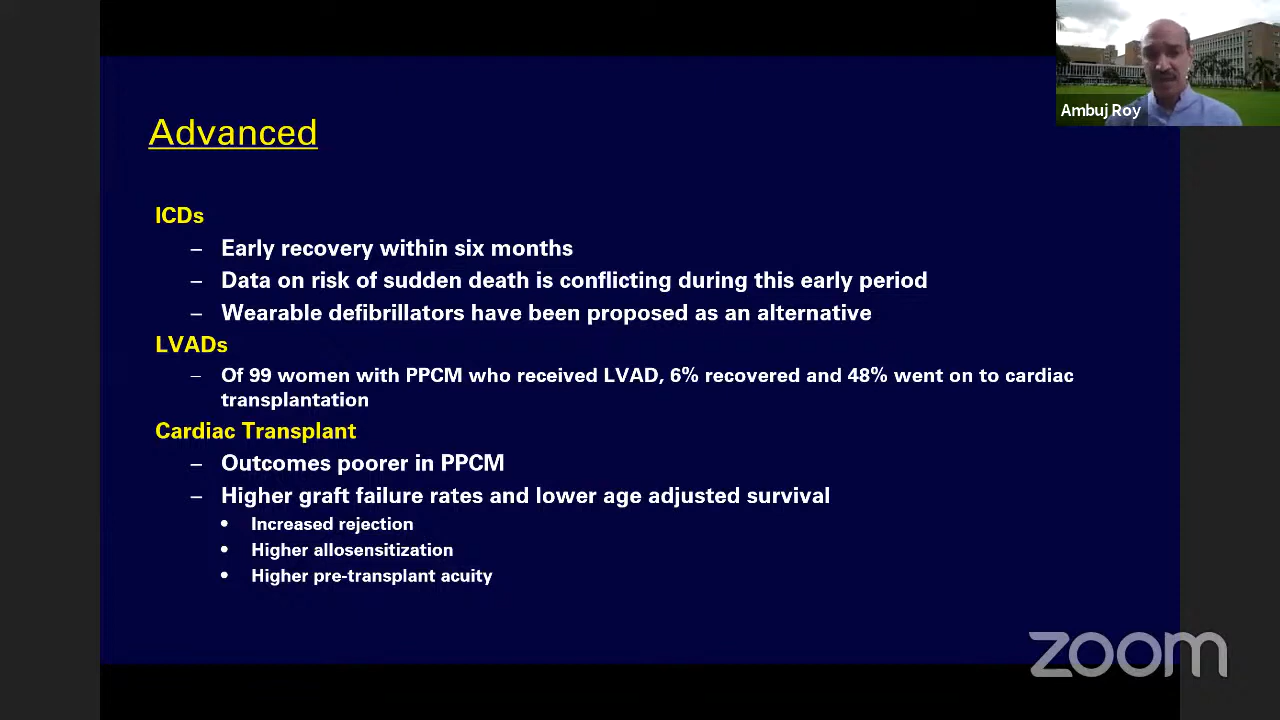 Ambuj Roy
Advanced
ICDs
– Early recovery within six months
– Data on risk of sudden death is conflicting during this early period
– Wearable defibrillators have been proposed as an alternative
LVADs
– Of 99 women with PPCM who received LVAD, 6% recovered and 48% went on to cardiac
transplantation
Cardiac Transplant
– Outcomes poorer in PPCM
– Higher graft failure rates and lower age adjusted survival
• Increased rejection
• Higher allosensitization
• Higher pre-transplant acuity
zoom